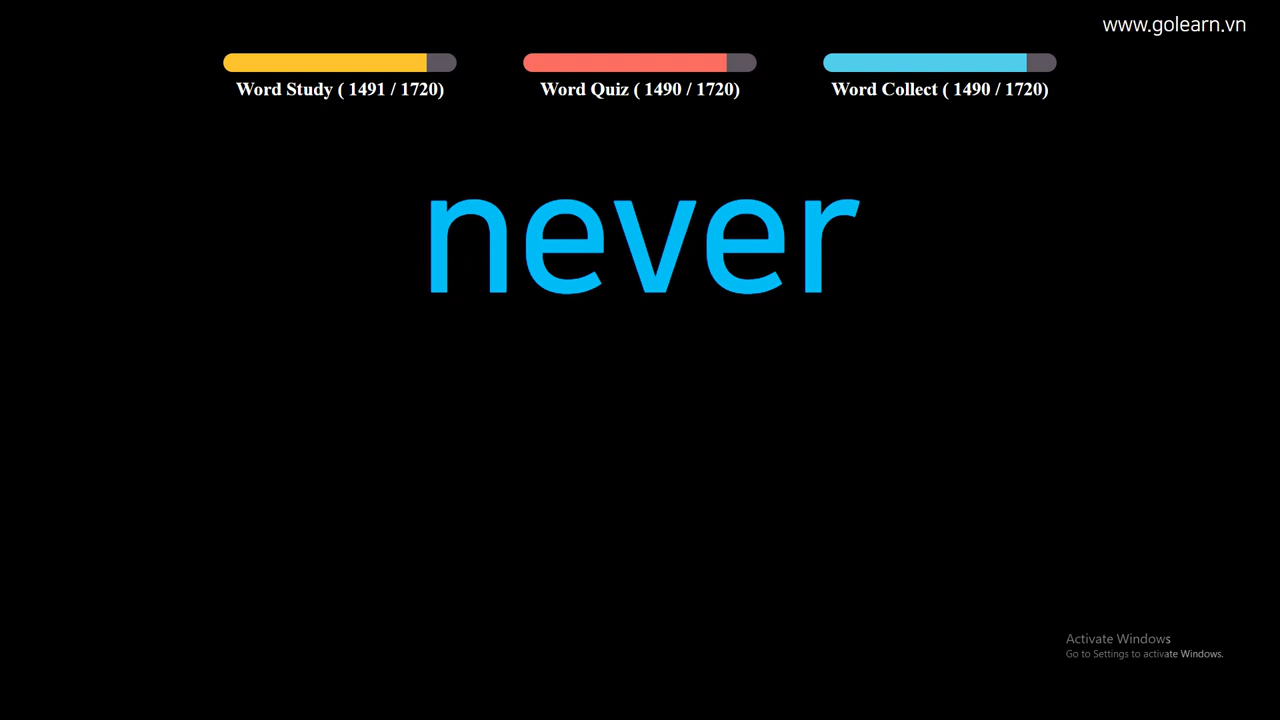 www.golearn.vn
Word Study ( 1491 / 1720)
Word Quiz ( 1490 / 1720)
Word Collect ( 1490 / 1720)
never
Activate Windows
Go to Settings to activate Windows.